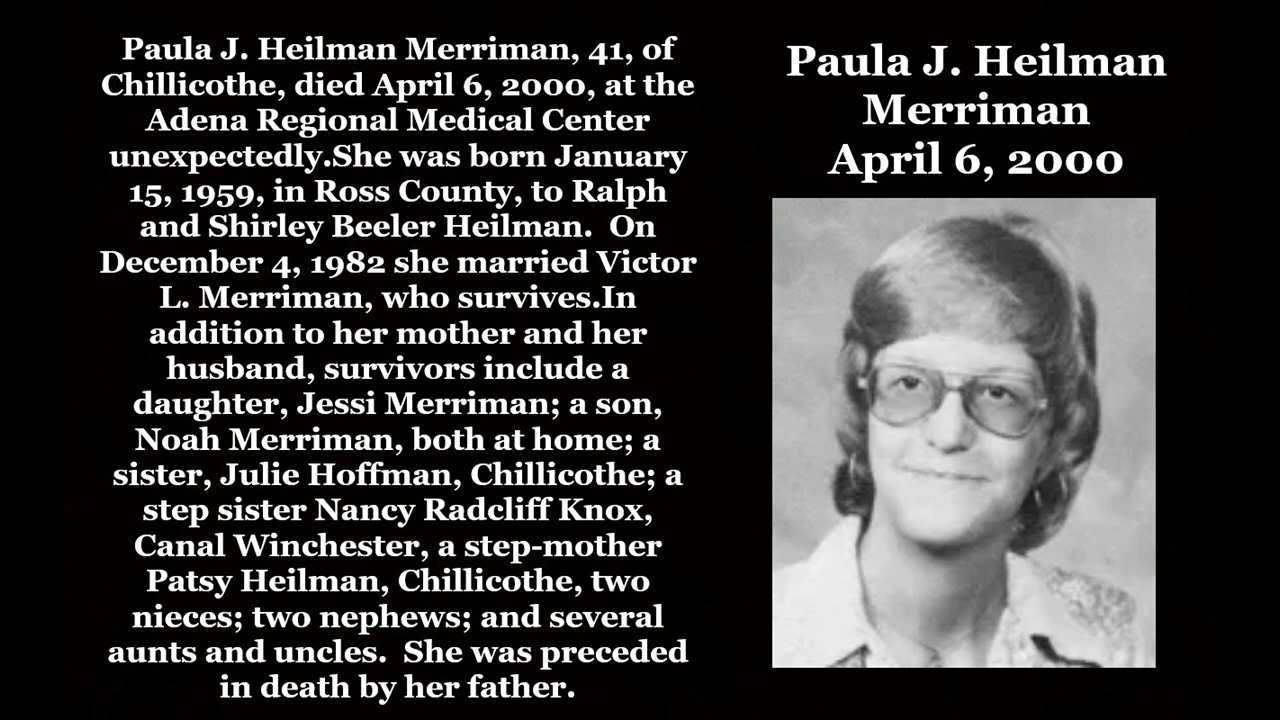 Paula J. Heilman Merriman, 41, of
Chillicothe, died April 6, 2000, at the
Adena Regional Medical Center
unexpectedly.She was born January
15, 1959, in Ross County, to Ralph
and Shirley Beeler Heilman.  On
December 4, 1982 she married Victor
L. Merriman, who survives.In
addition to her mother and her
husband, survivors include a
daughter, Jessi Merriman; a son,
Noah Merriman, both at home; a
sister, Julie Hoffman, Chillicothe; a
step sister Nancy Radcliff Knox,
Canal Winchester, a step-mother
Patsy Heilman, Chillicothe, two
nieces; two nephews; and several
aunts and uncles.  She was preceded
in death by her father.
Paula J. Heilman
Merriman
April 6, 2000